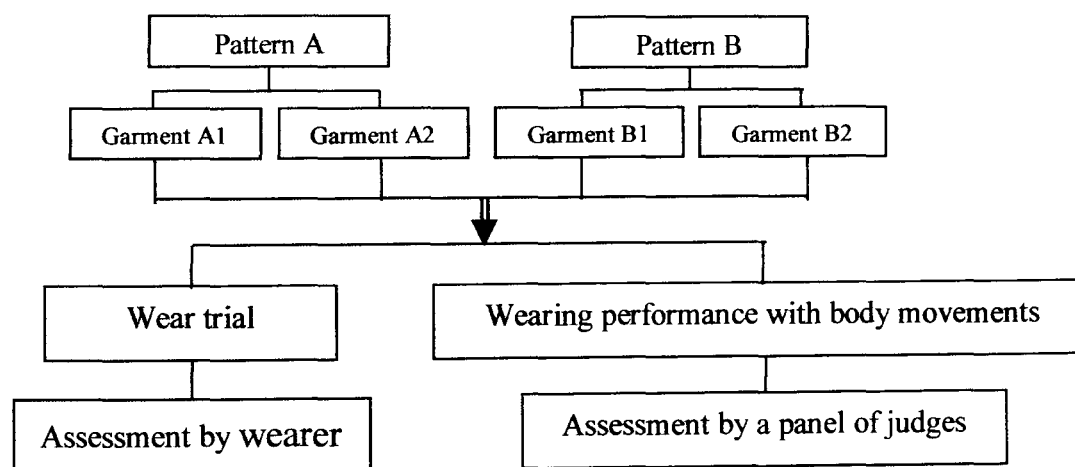 Pattern A
Pattern B
Garment A1
Garment A2
Garment B1
Garment B2
Wear trial
Wearing performance with body movements
Assessment by wearer
Assessment by a panel of judges